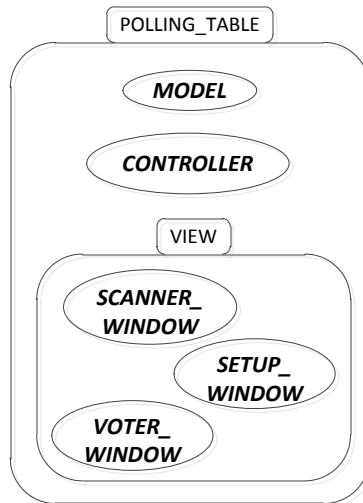 POLLING_TABLE
MODEL
CONTROLLER
VIEW
SCANNER_
WINDOW
SETUP_
WINDOW
VOTER_
WINDOW